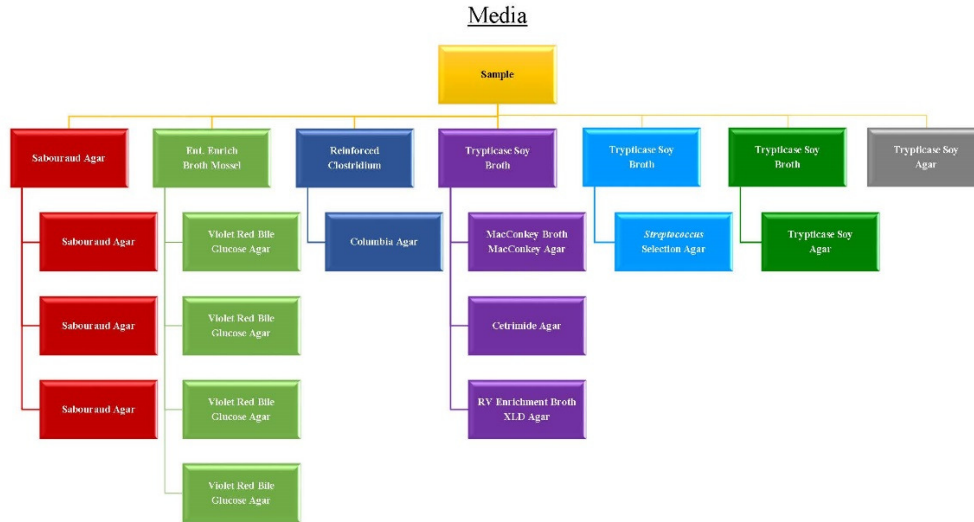 Media
Sample
Sabouraud Agar
Ent. Enrich
Broth Mossel
Reinforced
Clostridium
Trypticase Soy
Broth
Trypticase Soy
Broth
Trypticase Soy
Broth
Trypticase Soy
Agar
Sabouraud Agar
Violet Red Bile
Glucose Agar
Columbia Agar
MacConkey Broth
MacConkey Agar
Streptococcus
Selection Agar
Trypticase Soy
Agar
Sabouraud Agar
Violet Red Bile
Glucose Agar
Cetrimide Agar
Sabouraud Agar
Violet Red Bile
Glucose Agar
RV Enrichment Broth
XLD Agar
Violet Red Bile
Glucose Agar